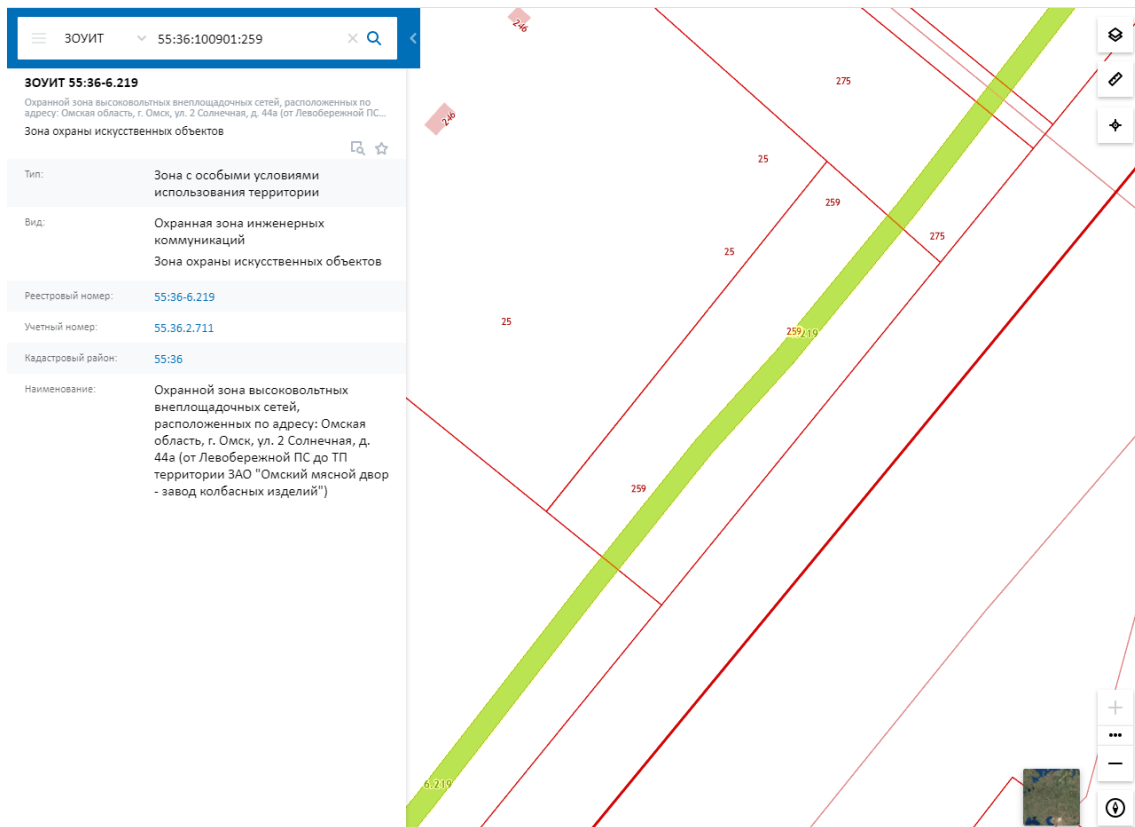 ЗОУИТ
55:36:100901:259
ЗОУИТ 55:36-6.219
Охранной зона высоковольтных внеплощадочных сетей, расположенных по
адресу: Омская область, г. Омск, ул. 2 Солнечная, д. 44а (от Левобережной ПС...
Зона охраны искусственных объектов
Тип:
Зона с особыми условиями
использования территории
Вид:
Охранная зона инженерных
коммуникаций
Зона охраны искусственных объектов
Реестровый номер:
55:36-6.219
Учетный номер:
55.36.2.711
Кадастровый район:
55:36
Наименование:
Охранной зона высоковольтных
внеплощадочных сетей,
расположенных по адресу: Омская
область, г. Омск, ул. 2 Солнечная, д.
44а (от Левобережной ПС до ТП
территории ЗАО "Омский мясной двор
- завод колбасных изделий")
246
275
246
25
259
275
25
25
259
219
259
6.219